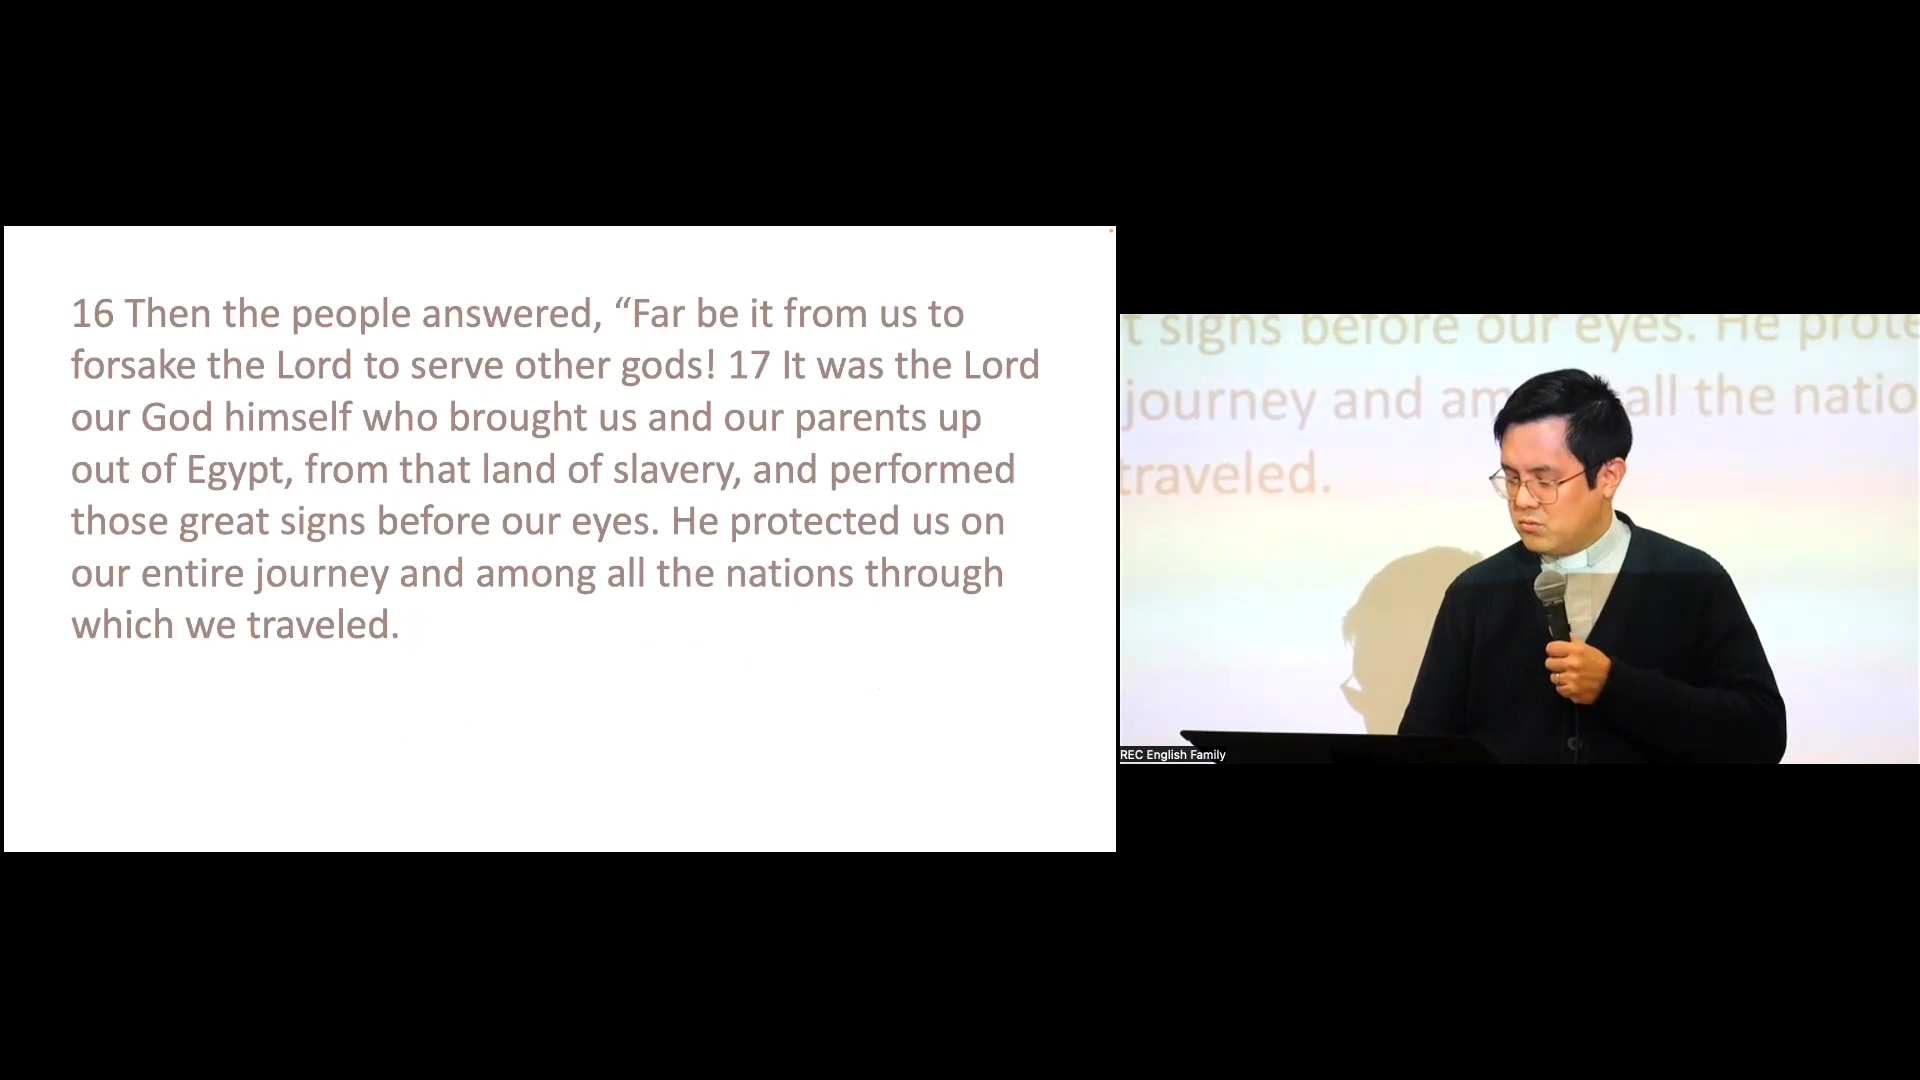 16 Then the people answered, “Far be it from us to
forsake the Lord to serve other gods! 17 It was the Lord
our God himself who brought us and our parents up
out of Egypt, from that land of slavery, and performed
those great signs before our eyes. He protected us on
our entire journey and among all the nations through
which we traveled.
t signs before our eyes. He prote
journey and am all the natio
traveled.
REC English Family